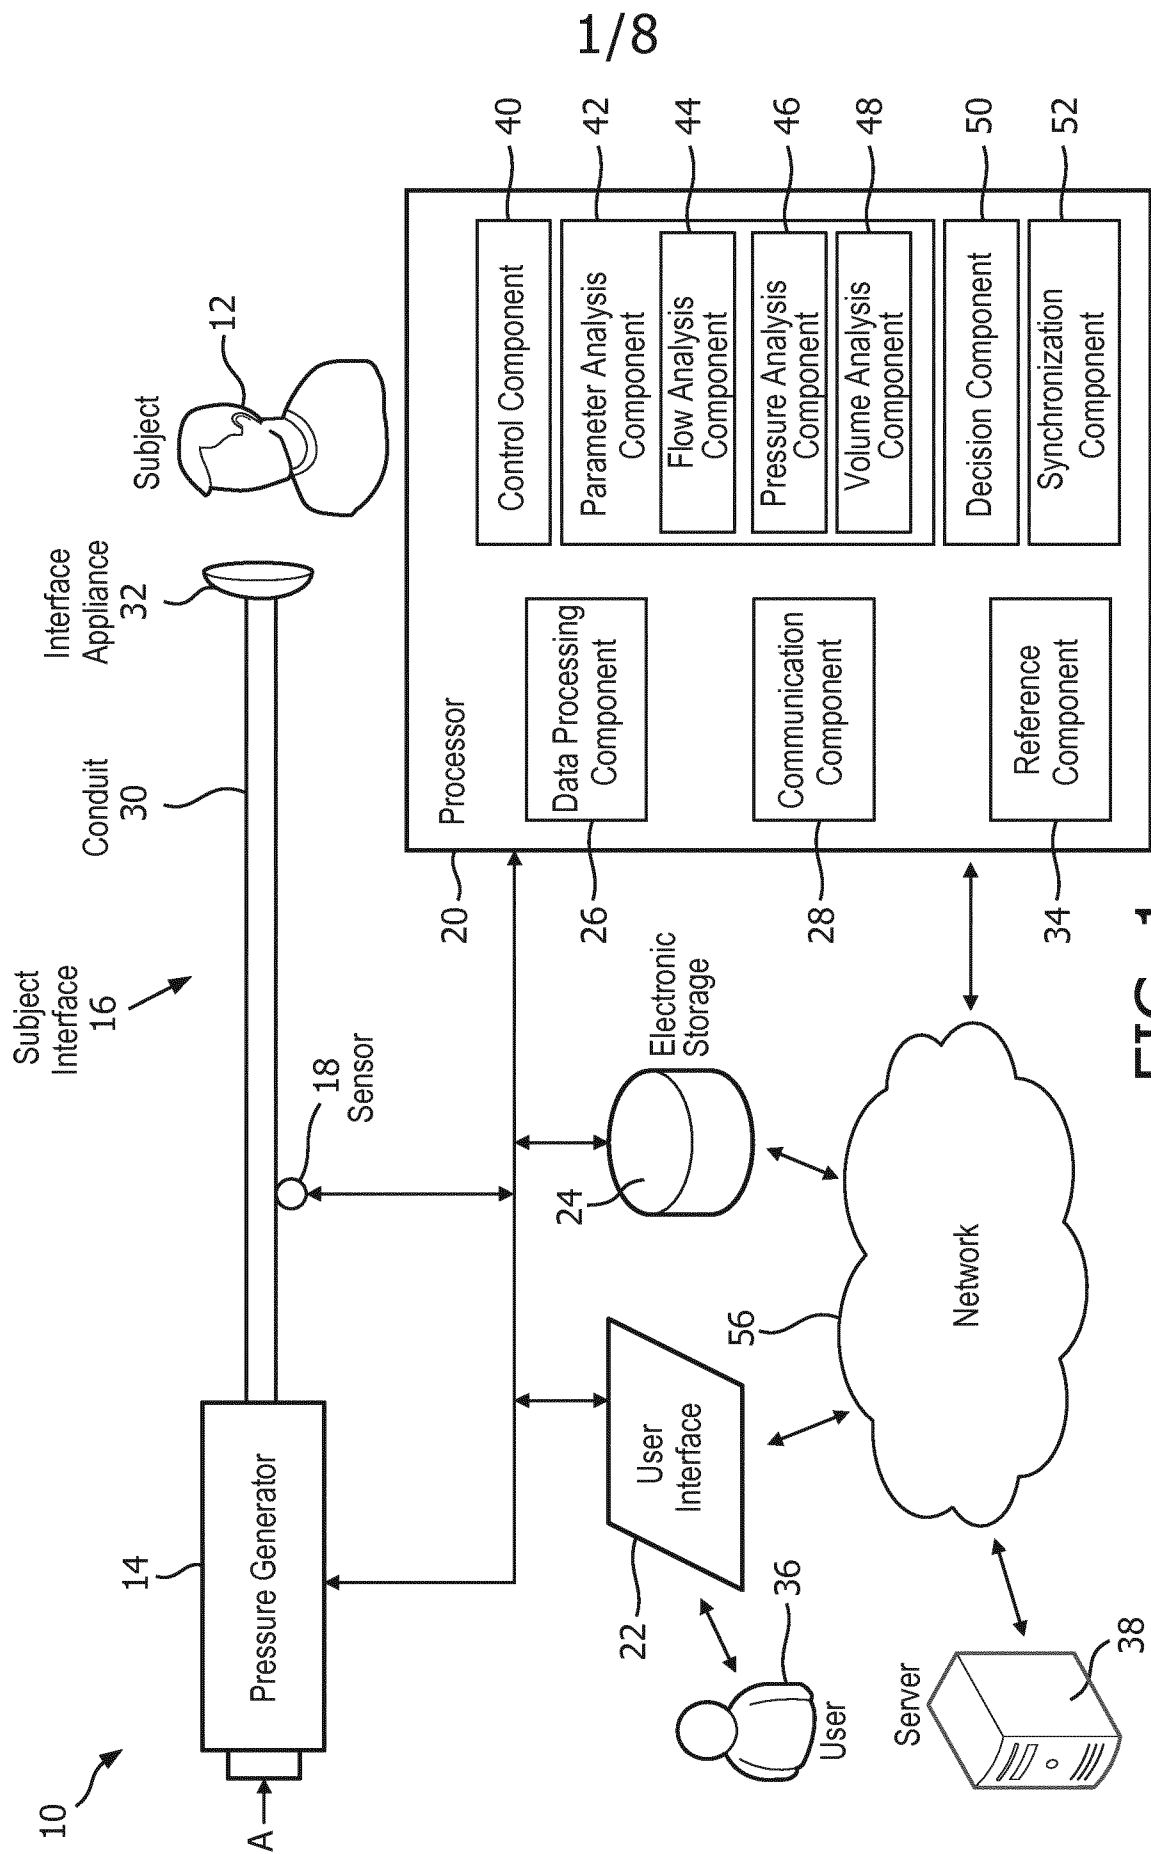 1/8
10
A
14
Pressure Generator
Subject
Interface
16
18
Sensor
Conduit
30
Interface
Appliance
32
Subject
12
20
Processor
26
Data Processing
Component
28
Communication
Component
34
Reference
Component
Control Component
40
Parameter Analysis
Component
42
Flow Analysis
Component
44
Pressure Analysis
Component
46
Volume Analysis
Component
48
Decision Component
50
Synchronization
Component
52
24
Electronic
Storage
User
Interface
22
36
User
56
Network
Server
38